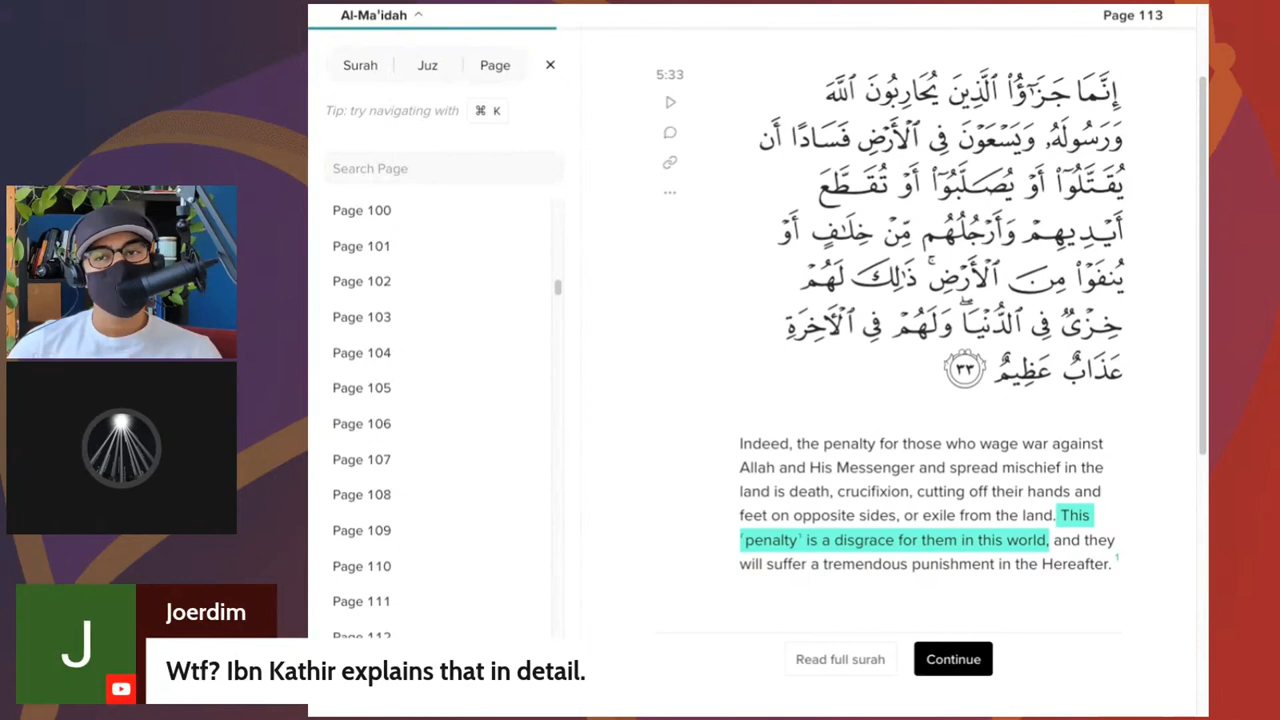 Al-Ma'idah
Page 113
Surah
Juz
Page
Tip: try navigating with ⌘ K
Search Page
Page 100
Page 101
Page 102
Page 103
Page 104
Page 105
Page 106
Page 107
Page 108
Page 109
Page 110
Page 111
Page 112
5:33
إِنَّمَا جَزَٰٓؤُا۟ ٱلَّذِينَ يُحَارِبُونَ ٱللَّهَ
وَرَسُولَهُۥ وَيَسْعَوْنَ فِى ٱلْأَرْضِ فَسَادًا أَن
يُقَتَّلُوٓا۟ أَوْ يُصَلَّبُوٓا۟ أَوْ تُقَطَّعَ
أَيْدِيهِمْ وَأَرْجُلُهُم مِّنْ خِلَـٰفٍ أَوْ
يُنفَوْا۟ مِنَ ٱلْأَرْضِ ۚ ذَٰلِكَ لَهُمْ
خِزْىٌ فِى ٱلدُّنْيَا ۖ وَلَهُمْ فِى ٱلْـَٔاخِرَةِ
عَذَابٌ عَظِيمٌ ٣٣
Indeed, the penalty for those who wage war against
Allah and His Messenger and spread mischief in the
land is death, crucifixion, cutting off their hands and
feet on opposite sides, or exile from the land. This
˹penalty˺ is a disgrace for them in this world, and they
will suffer a tremendous punishment in the Hereafter. 1
Read full surah
Continue
J
Joerdim
Wtf? Ibn Kathir explains that in detail.